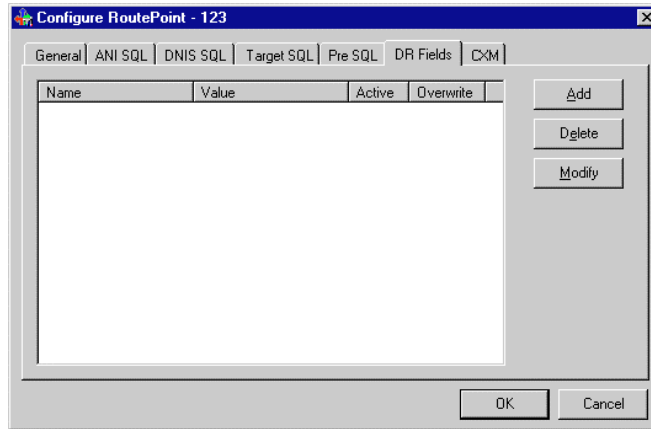 Configure RoutePoint - 123
General ANI SQL DNIS SQL Target SQL Pre SQL DR Fields CXM
Name Value Active Overwrite
Add
Delete
Modify
OK Cancel